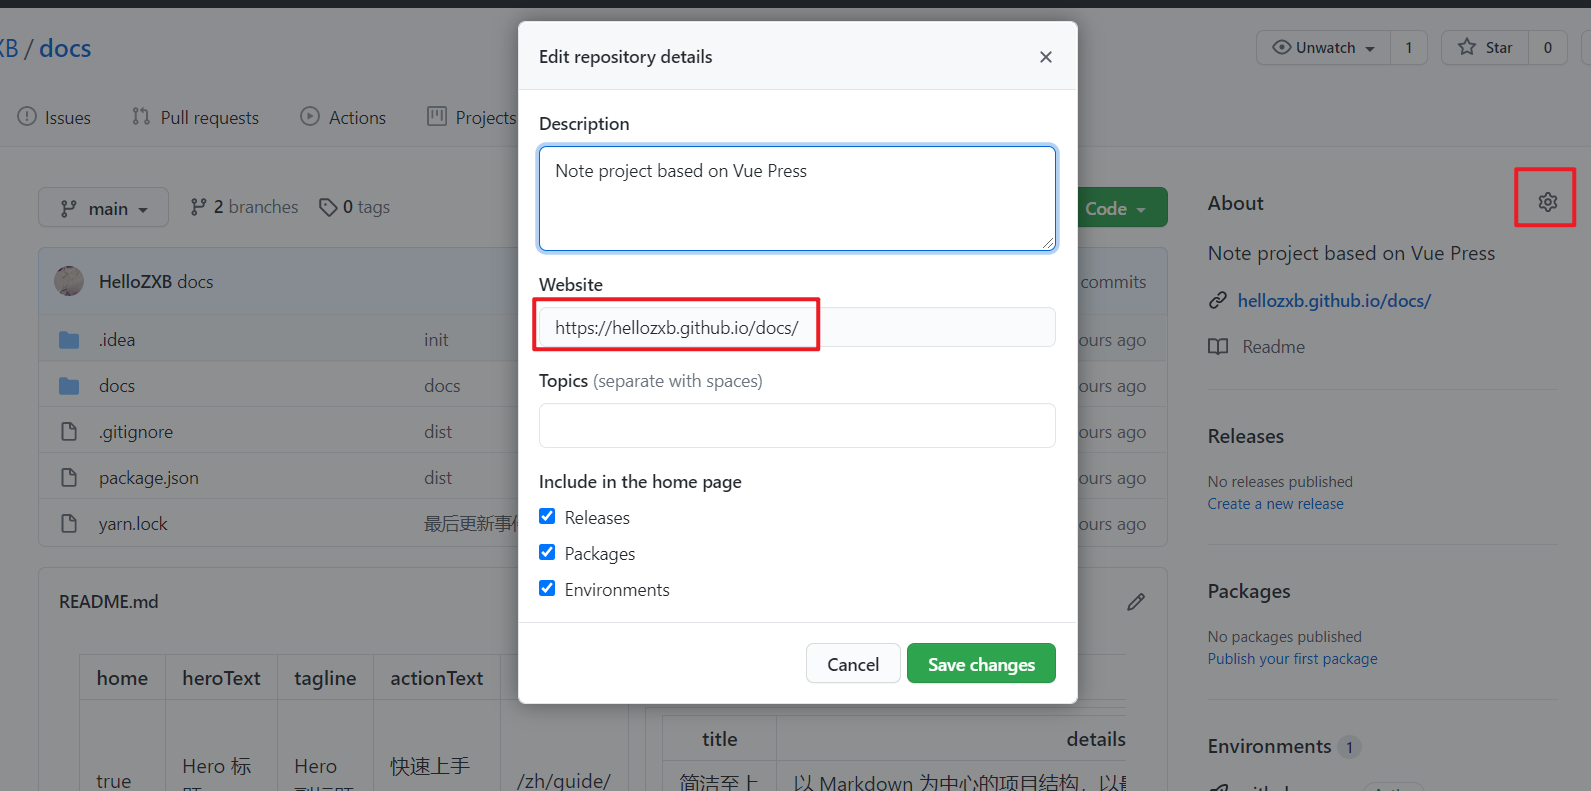 XB / docs
Unwatch 1
Star 0
Issues
Pull requests
Actions
Projects
main
2 branches
0 tags
Code
HelloZXB docs
commits
.idea init ours ago
docs docs ours ago
.gitignore dist ours ago
package.json dist ours ago
yarn.lock 最后更新事件 ours ago
README.md
home heroText tagline actionText
true Hero 标 Hero 快速上手 /zh/guide/
title details
简洁至上 以 Markdown 为中心的项目结构，以最
Edit repository details
Description
Note project based on Vue Press
Website
https://hellozxb.github.io/docs/
Topics (separate with spaces)
Include in the home page
Releases
Packages
Environments
Cancel
Save changes
About
Note project based on Vue Press
hellozxb.github.io/docs/
Readme
Releases
No releases published
Create a new release
Packages
No packages published
Publish your first package
Environments 1